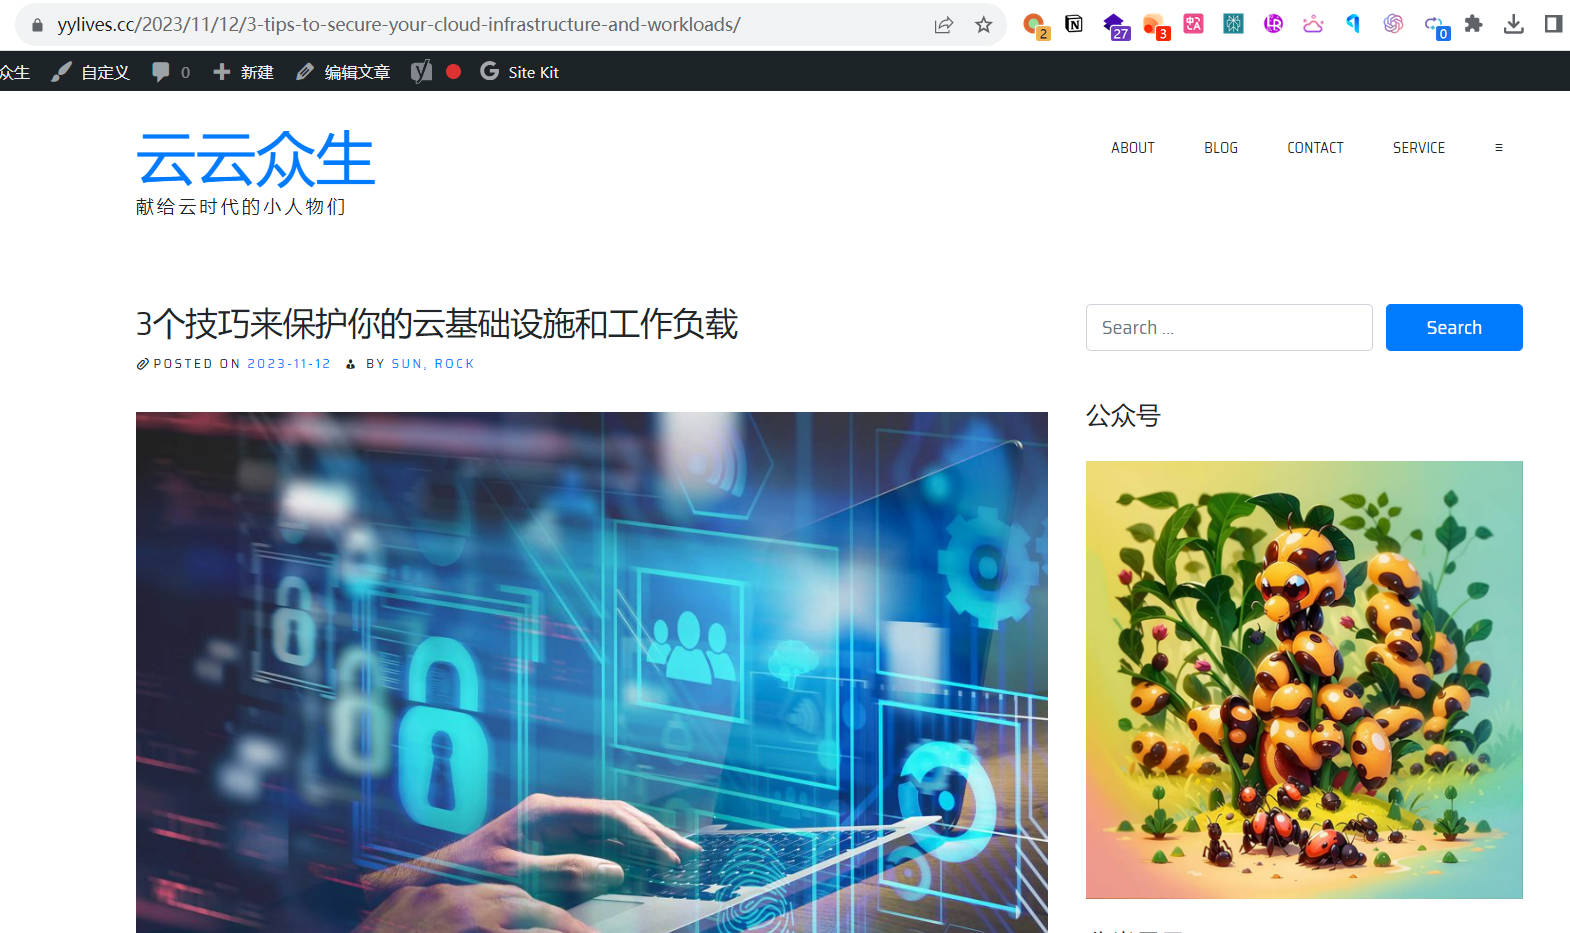 yylives.cc/2023/11/12/3-tips-to-secure-your-cloud-infrastructure-and-workloads/
2 27 3 0
众生 自定义 0 新建 编辑文章 Site Kit
云云众生
献给云时代的小人物们
ABOUT BLOG CONTACT SERVICE ≡
3个技巧来保护你的云基础设施和工作负载
POSTED ON 2023-11-12 BY SUN, ROCK
Search ... Search
公众号